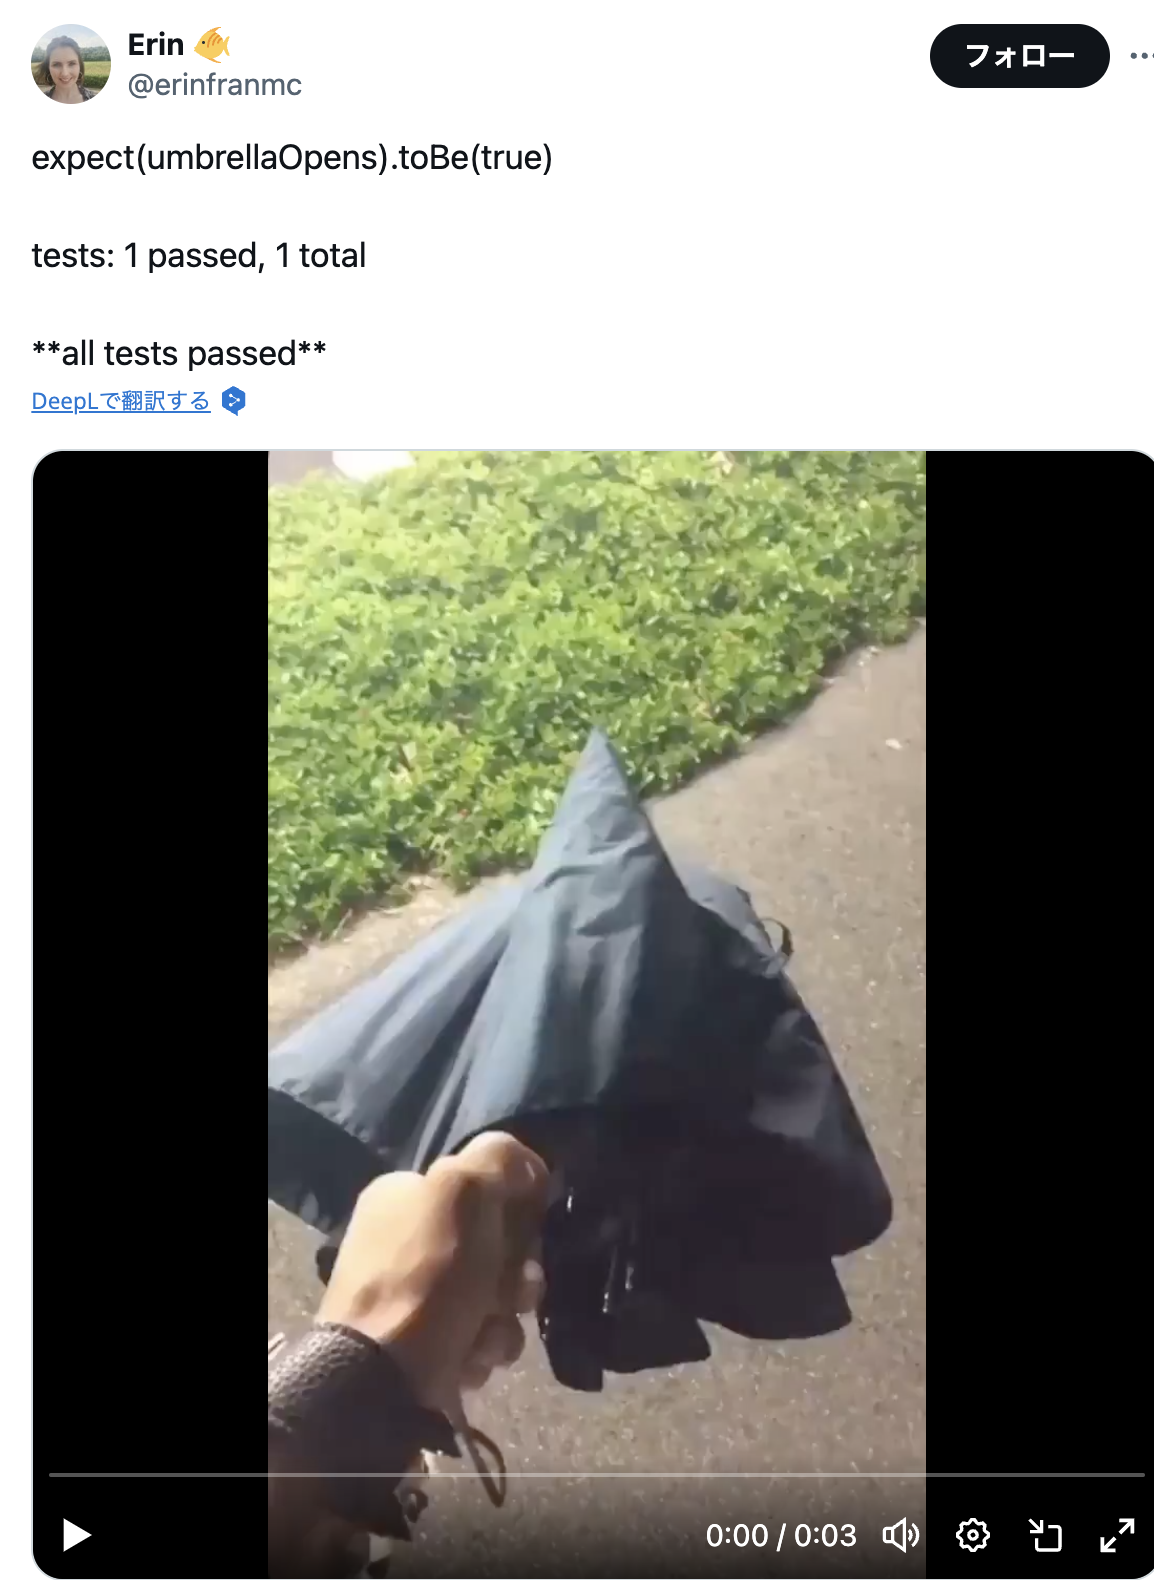 Erin 🐠
@erinfranmc
フォロー
expect(umbrellaOpens).toBe(true)
tests: 1 passed, 1 total
**all tests passed**
DeepLで翻訳する
0:00 / 0:03